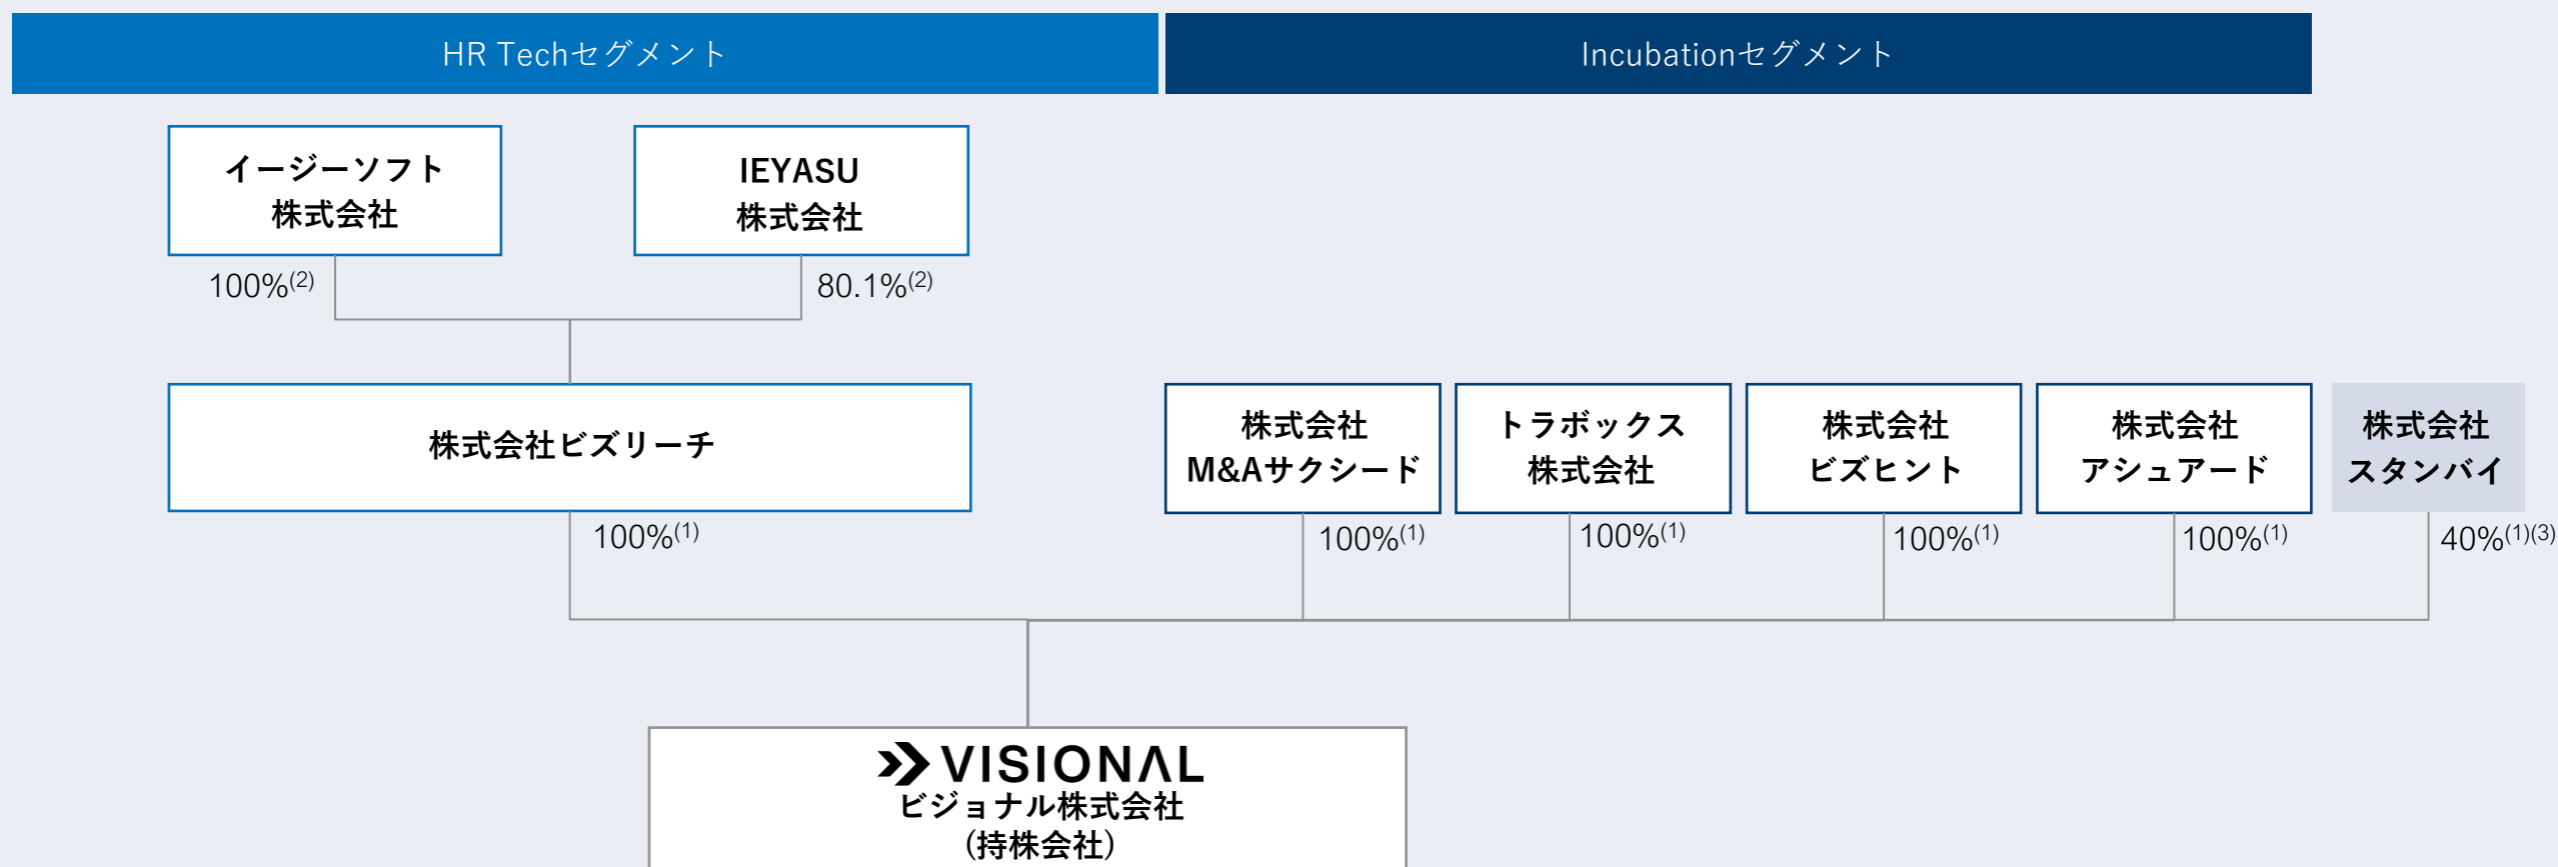 HR Techセグメント
Incubationセグメント
イージーソフト
株式会社
IEYASU
株式会社
100%(2)
80.1%(2)
株式会社ビズリーチ
株式会社
M&Aサクシード
トラボックス
株式会社
株式会社
ビズヒント
株式会社
アシュアード
株式会社
スタンバイ
100%(1)
100%(1)
100%(1)
100%(1)
100%(1)
40%(1)(3)
VISIONAL
ビジョナル株式会社
(持株会社)